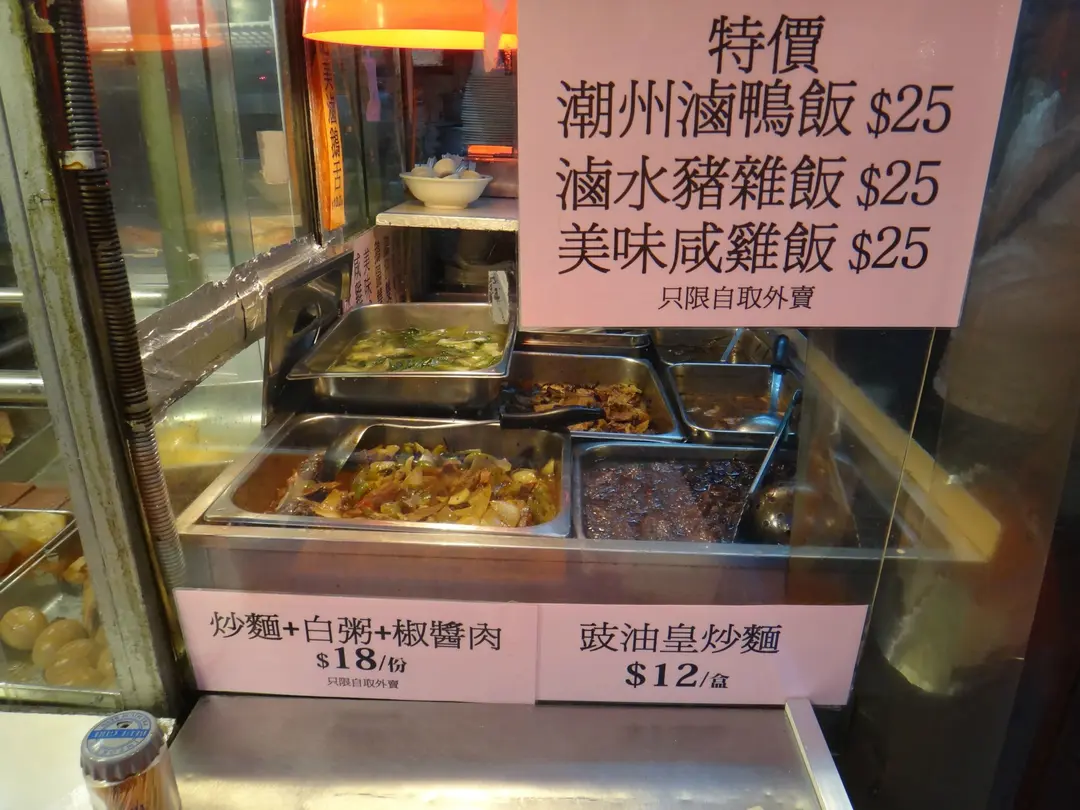 特價
潮州滷鴨飯 $25
滷水豬雜飯 $25
美味咸雞飯 $25
只限自取外賣
炒麵+白粥+椒醬肉
$18/份
只限自取外賣
豉油皇炒麵
$12/盒